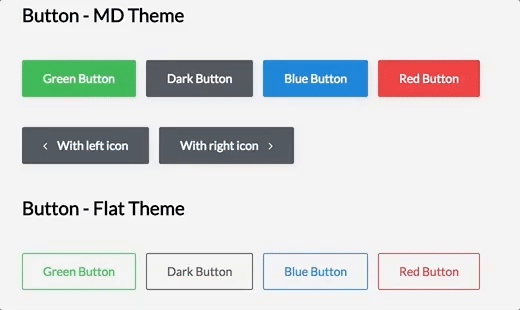 Button - MD Theme
Green Button Dark Button Blue Button Red Button
With left icon With right icon
Button - Flat Theme
Green Button Dark Button Blue Button Red Button